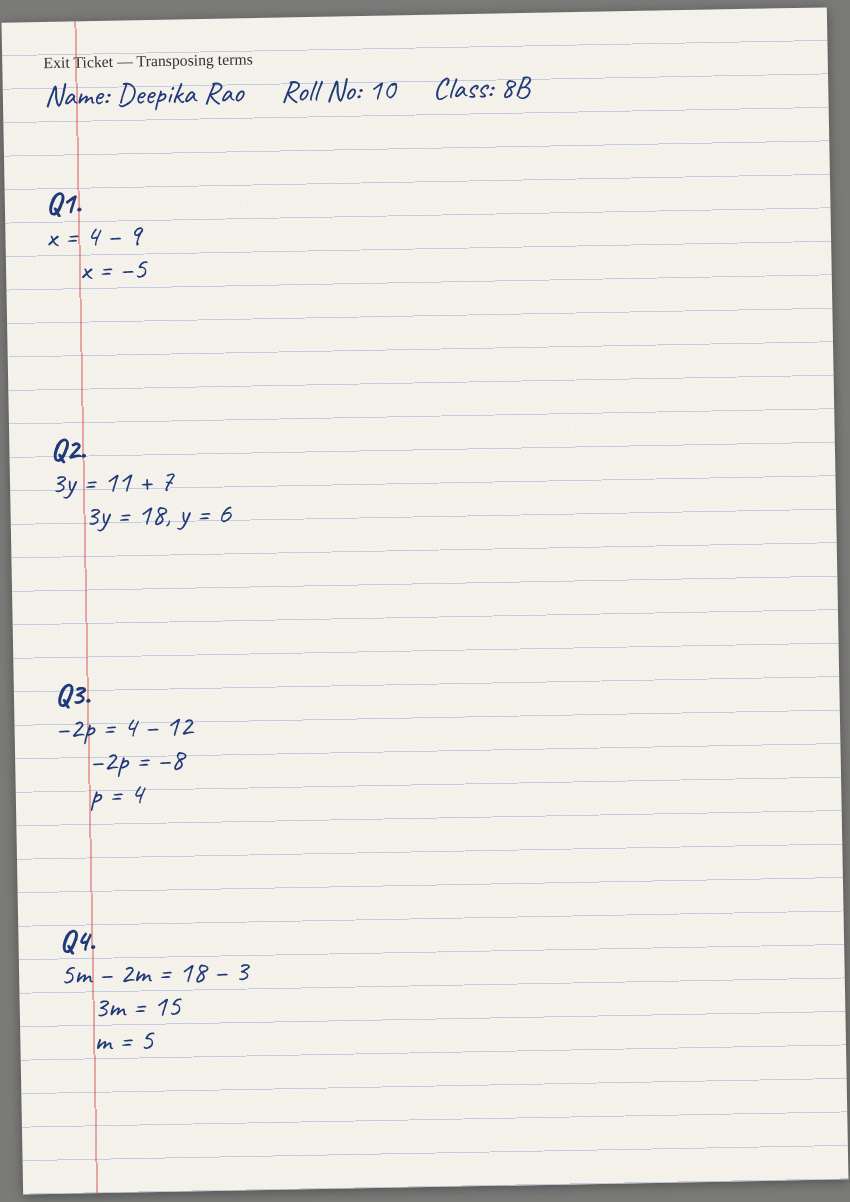 Exit Ticket — Transposing terms
Name: Deepika Rao Roll No: 10 Class: 8B
Q1.
x = 4 – 9
x = –5
Q2.
3y = 11 + 7
3y = 18, y = 6
Q3.
–2p = 4 – 12
–2p = –8
p = 4
Q4.
5m – 2m = 18 – 3
3m = 15
m = 5